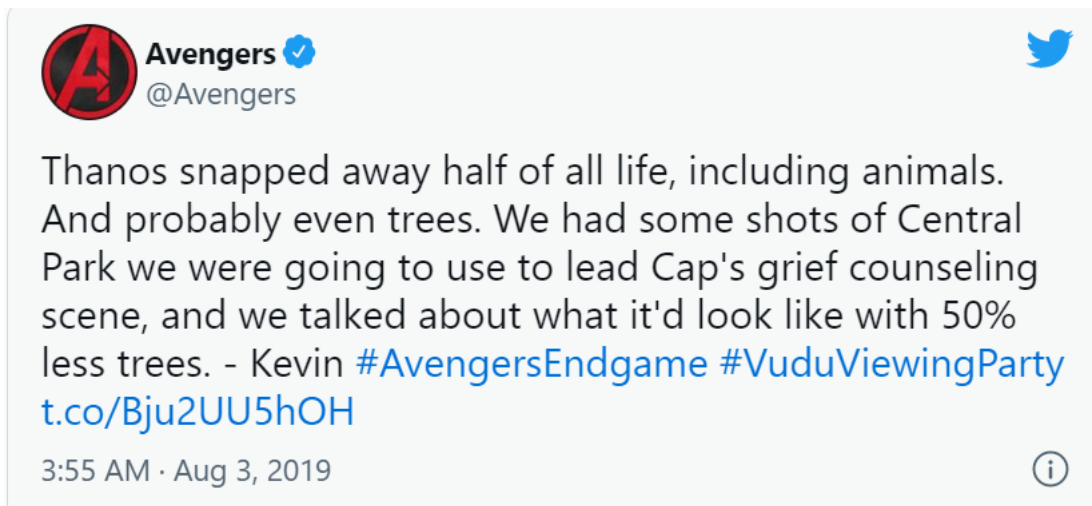 Avengers
@Avengers
Thanos snapped away half of all life, including animals.
And probably even trees. We had some shots of Central
Park we were going to use to lead Cap's grief counseling
scene, and we talked about what it'd look like with 50%
less trees. - Kevin #AvengersEndgame #VuduViewingParty
t.co/Bju2UU5hOH
3:55 AM · Aug 3, 2019